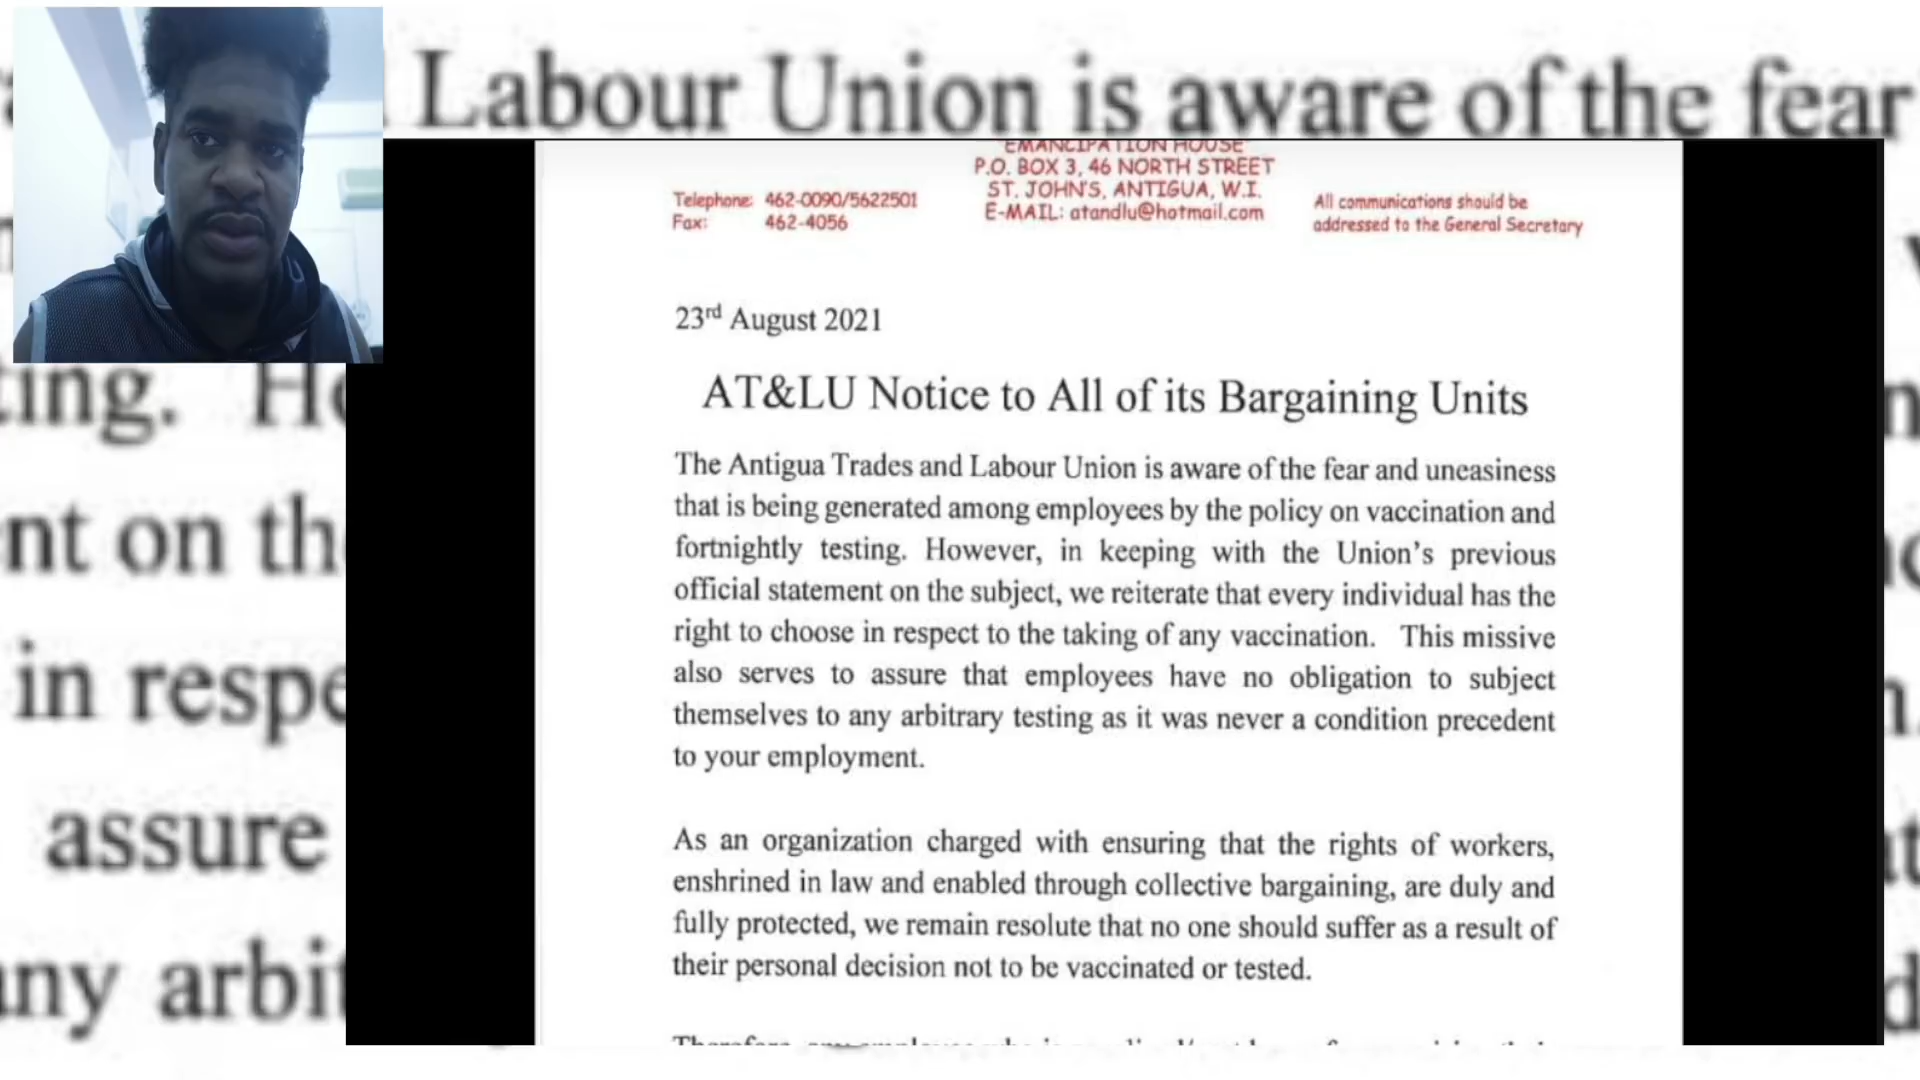 Labour Union is aware of the fear
"EMANCIPATION HOUSE"
P.O. BOX 3, 46 NORTH STREET
ST. JOHN'S, ANTIGUA, W.I.
E-MAIL: atandlu@hotmail.com
Telephone: 462-0090/5622501
Fax: 462-4056
All communications should be
addressed to the General Secretary
23rd August 2021
AT&LU Notice to All of its Bargaining Units
The Antigua Trades and Labour Union is aware of the fear and uneasiness
that is being generated among employees by the policy on vaccination and
fortnightly testing. However, in keeping with the Union's previous
official statement on the subject, we reiterate that every individual has the
right to choose in respect to the taking of any vaccination. This missive
also serves to assure that employees have no obligation to subject
themselves to any arbitrary testing as it was never a condition precedent
to your employment.
As an organization charged with ensuring that the rights of workers,
enshrined in law and enabled through collective bargaining, are duly and
fully protected, we remain resolute that no one should suffer as a result of
their personal decision not to be vaccinated or tested.
ting. He
nt on th
in respe
assure
any arbit